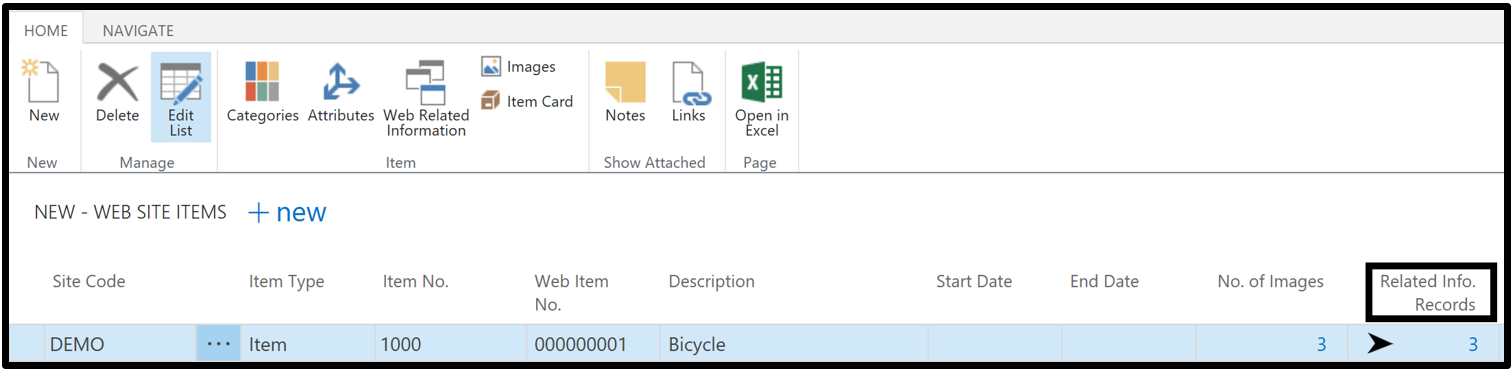 HOME NAVIGATE
Images
Item Card
New Delete Edit List Categories Attributes Web Related Information Notes Links Open in Excel
New Manage Item Show Attached Page
NEW - WEB SITE ITEMS + new
Site Code Item Type Item No. Web Item No. Description Start Date End Date No. of Images Related Info. Records
DEMO ... Item 1000 000000001 Bicycle 3 3